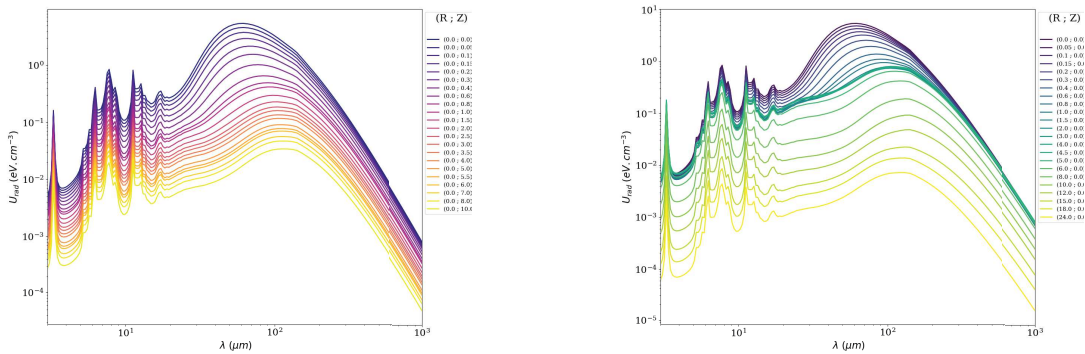 (R ; Z)
(0.0 ; 0.0
(0.0 ; 0.0
(0.0 ; 0.1
(0.0 ; 0.1
(0.0 ; 0.2
(0.0 ; 0.3
(0.0 ; 0.4
(0.0 ; 0.6
(0.0 ; 0.8
(0.0 ; 1.0
(0.0 ; 1.5
(0.0 ; 2.0
(0.0 ; 2.5
(0.0 ; 3.0
(0.0 ; 3.5
(0.0 ; 4.0
(0.0 ; 5.0
(0.0 ; 5.5
(0.0 ; 6.0
(0.0 ; 7.0
(0.0 ; 8.0
(0.0 ; 10.0
10⁰
10⁻¹
10⁻²
10⁻³
10⁻⁴
U_rad (eV.cm⁻³)
10¹ 10² 10³
λ (μm)
(R ; Z)
(0.0 ; 0.0
(0.05 ; 0.0
(0.1 ; 0.0
(0.15 ; 0.0
(0.2 ; 0.0
(0.3 ; 0.0
(0.4 ; 0.0
(0.6 ; 0.0
(0.8 ; 0.0
(1.0 ; 0.0
(1.5 ; 0.0
(2.0 ; 0.0
(3.0 ; 0.0
(4.0 ; 0.0
(4.5 ; 0.0
(5.0 ; 0.0
(6.0 ; 0.0
(8.0 ; 0.0
(10.0 ; 0.
(12.0 ; 0.
(15.0 ; 0.
(18.0 ; 0.
(24.0 ; 0.
10¹
10⁰
10⁻¹
10⁻²
10⁻³
10⁻⁴
10⁻⁵
U_rad (eV.cm⁻³)
10¹ 10² 10³
λ (μm)